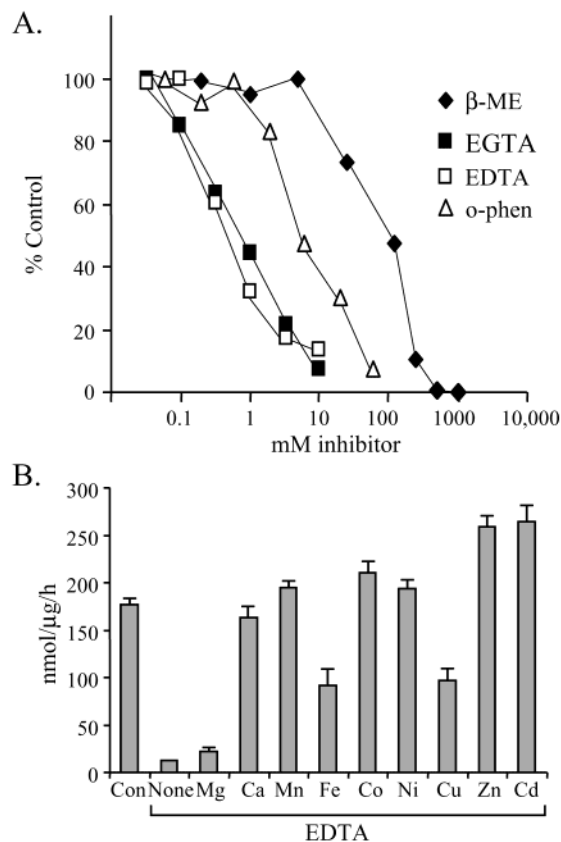 A.
100
80
60
40
20
0
% Control
0.1 1 10 100 1000 10,000
mM inhibitor
β-ME
EGTA
EDTA
o-phen
B.
300
250
200
150
100
50
0
nmol/μg/h
Con None Mg Ca Mn Fe Co Ni Cu Zn Cd
EDTA